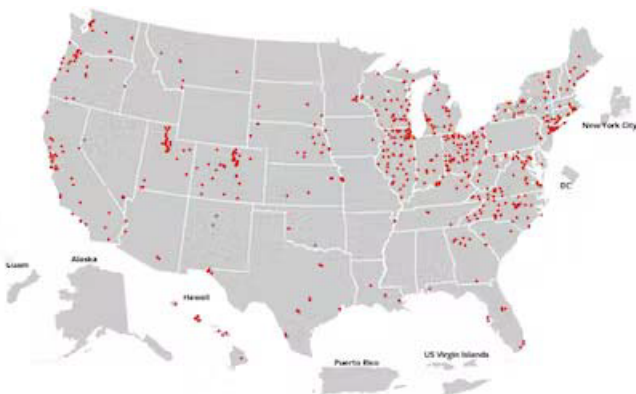 New York City
DC
Guam
Alaska
Hawaii
Puerto Rico
US Virgin Islands